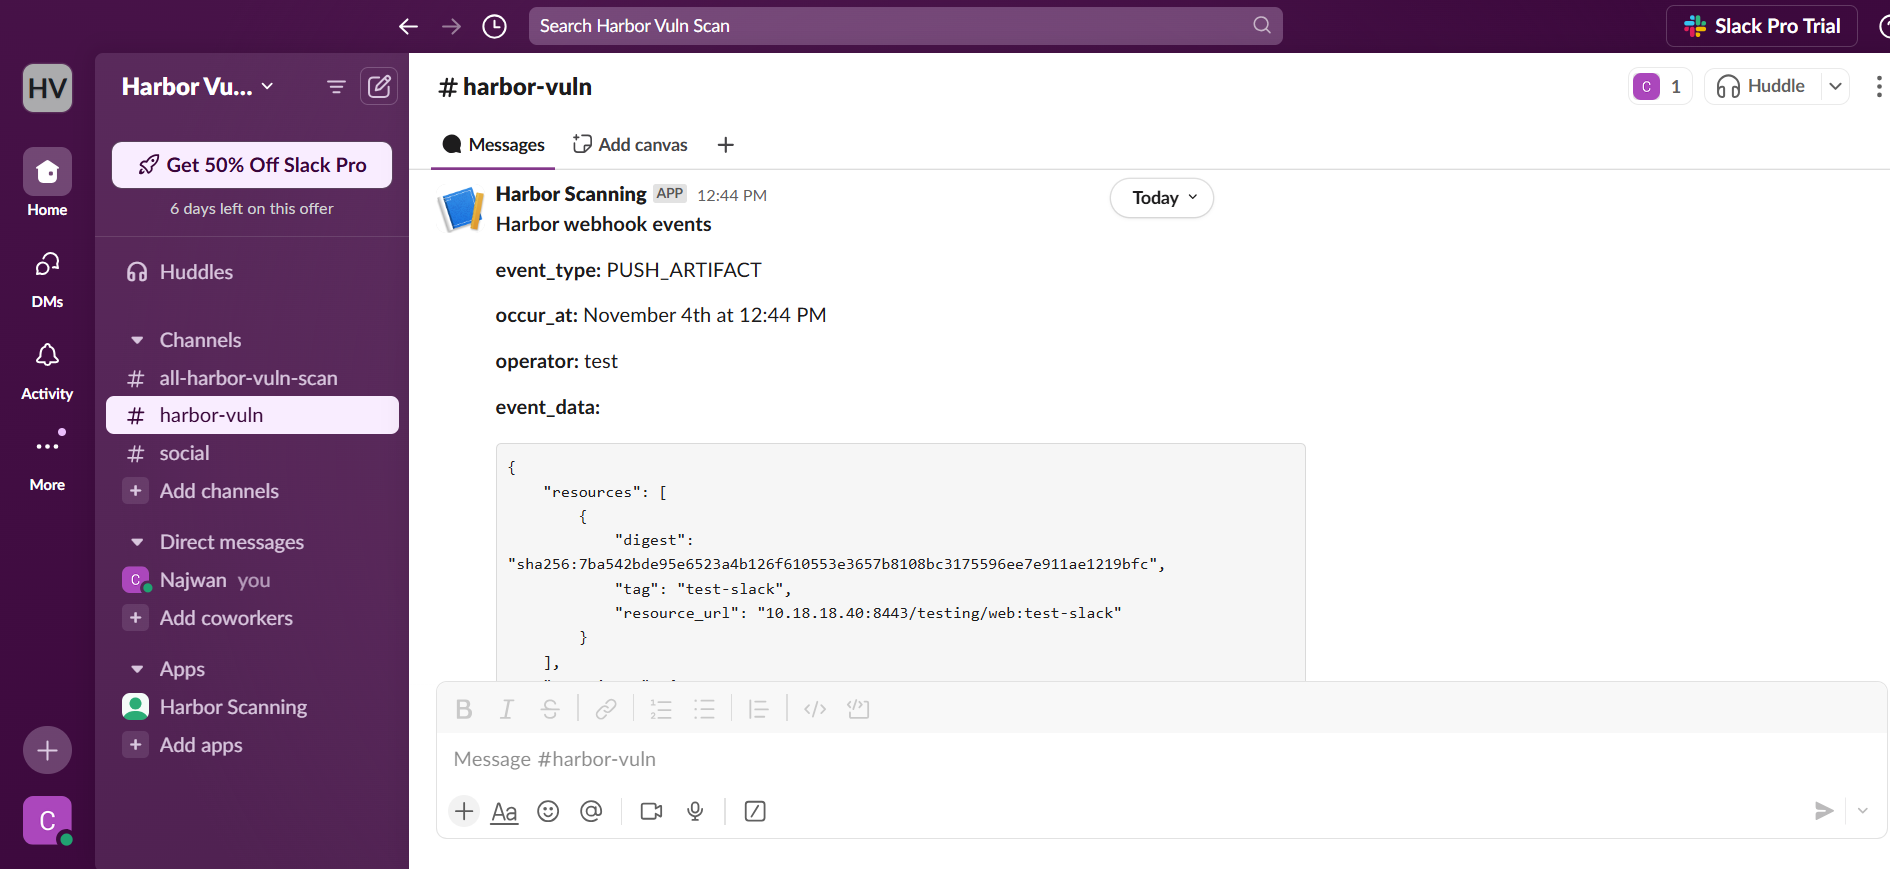 Search Harbor Vuln Scan
Slack Pro Trial
HV
Home
DMs
Activity
More
C
Harbor Vu...
Get 50% Off Slack Pro
6 days left on this offer
Huddles
Channels
# all-harbor-vuln-scan
# harbor-vuln
# social
+ Add channels
Direct messages
C Najwan you
+ Add coworkers
Apps
Harbor Scanning
+ Add apps
# harbor-vuln
C 1
Huddle
Messages
Add canvas
+
Harbor Scanning APP 12:44 PM
Today
Harbor webhook events
event_type: PUSH_ARTIFACT
occur_at: November 4th at 12:44 PM
operator: test
event_data:
{
"resources": [
{
"digest":
"sha256:7ba542bde95e6523a4b126f610553e3657b8108bc3175596ee7e911ae1219bfc",
"tag": "test-slack",
"resource_url": "10.18.18.40:8443/testing/web:test-slack"
}
],
Message #harbor-vuln
Aa